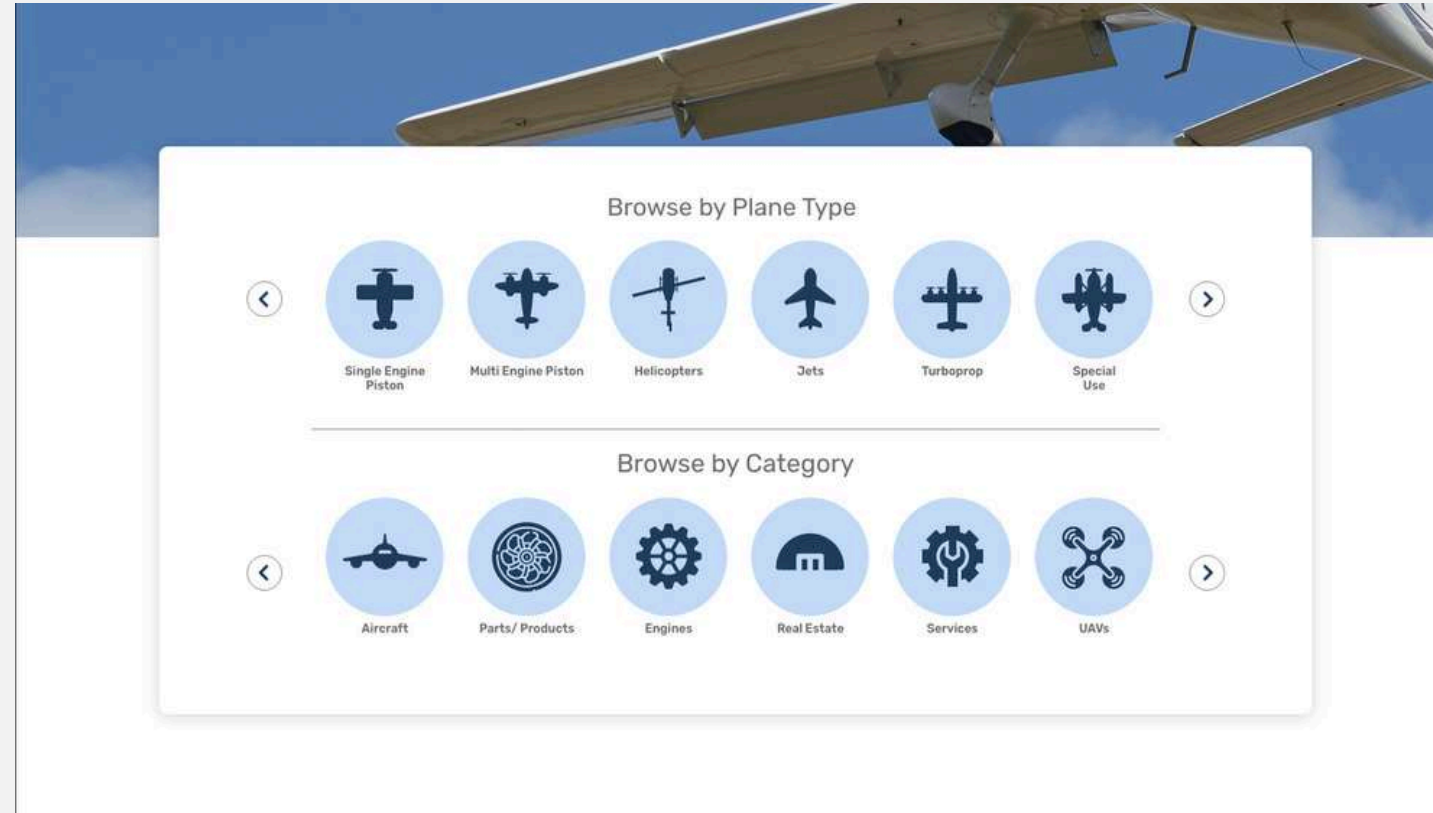 Browse by Plane Type
Single Engine
Piston
Multi Engine Piston
Helicopters
Jets
Turboprop
Special
Use
Browse by Category
Aircraft
Parts/ Products
Engines
Real Estate
Services
UAVs